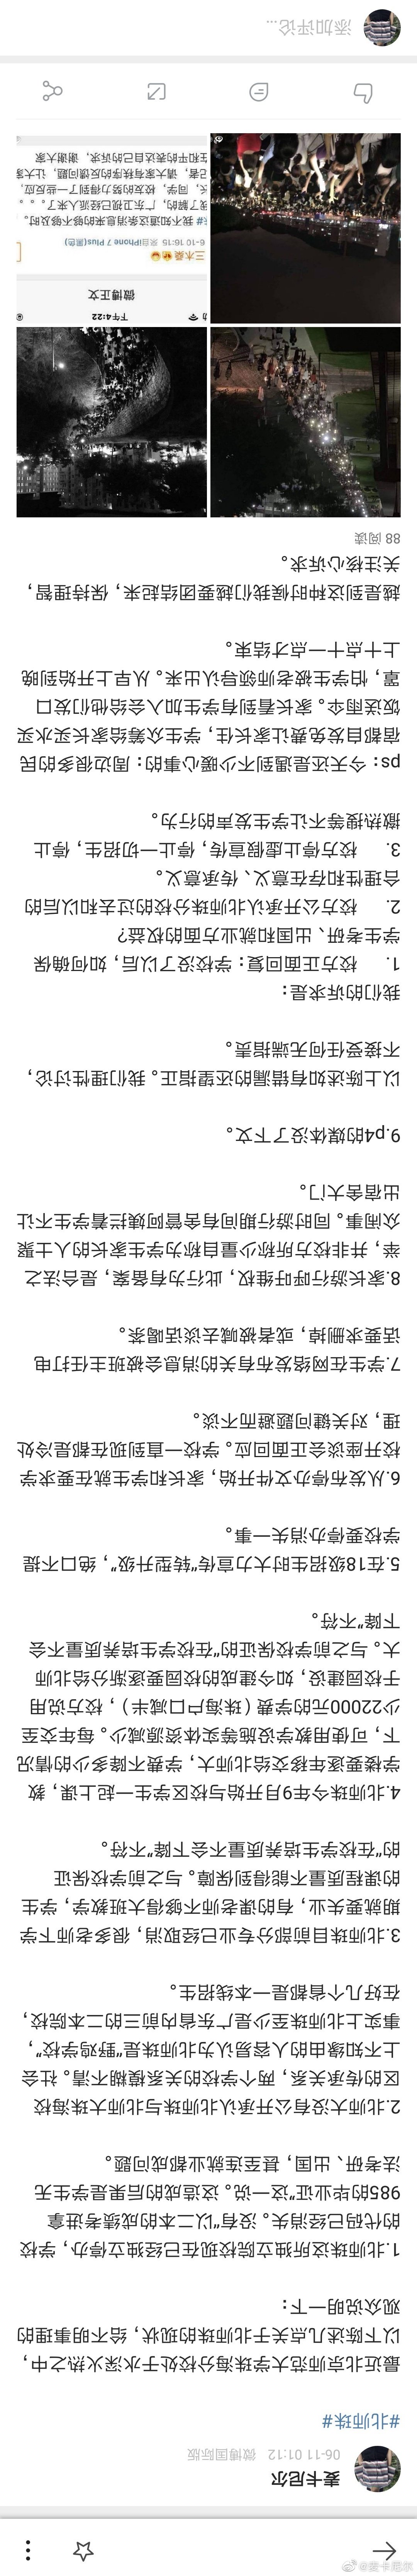 麦卡尼尔
06-11 01:12 微博国际版
#北师珠#
最近北京师范大学珠海分校处于水深火热之中，
以下陈述几点关于北师珠的现状，给不明事理的
观众说明一下：
1.北师珠这所独立院校现在已经独立停办，学校
的代码已经消失。没有“以二本的成绩考进拿
985的毕业证”这一说。这造成的后果是学生无
法考研、出国，甚至连就业都成问题。
2.北师大没有公开承认北师珠与北师大珠海校
区的传承关系，两个学校的关系模糊不清。社会
上不知缘由的人容易认为北师珠是“野鸡学校”，
事实上北师珠至少是广东省内前三的二本院校，
在好几个省都是一本线招生。
3.北师珠目前部分专业已经取消，很多老师下学
期就要失业，有的课老师不够得大班教学，学生
的课程质量不能得到保障。与之前学校保证
的“在校学生培养质量不会下降”不符。
4.北师珠今年9月开始与校区学生一起上课，教
学楼要逐年移交给北师大，学费不降多少的情况
下，可使用教学设施等实体资源减少。每年交至
少22000元的学费（珠海户口减半），校方说用
于校园建设，如今建成的校园要逐渐分给北师
大。与之前学校保证的“在校学生培养质量不会
下降”不符。
5.在18级招生时大力宣传“转型升级”，绝口不提
学校要停办消失一事。
6.从发布停办文件开始，家长和学生就在要求学
校开座谈会正面回应。学校一直到现在都是冷处
理，对关键问题避而不谈。
7.学生在网络发布有关的消息会被班主任打电
话要求删掉，或者被喊去谈话喝茶。
8.家长游行呼吁维权，此行为有备案，是合法之
举，并非校方所称少量自称为学生家长的人士聚
众闹事。同时游行期间有舍管阿姨拦着学生不让
出宿舍大门。
9.p4的媒体没了下文。
以上陈述如有错漏的还望指正。我们理性讨论，
不接受任何无端指责。
我们的诉求是：
1. 校方正面回复：学校没了以后，如何确保
学生考研、出国和就业方面的权益？
2. 校方公开承认北师珠分校的过去和以后的
合理性和存在意义、传承意义。
3. 校方停止虚假宣传，停止一切招生，停止
撤热搜等不让学生发声的行为。
ps：今天还是遇到不少暖心事的：周边很多的民
宿都自发免费让家长住，学生众筹给家长买水买
饭送雨伞。家长看到有学生加入会给他们发口
罩，怕学生被老师领导认出来。从早上开始到晚
上十点十一点才结束。
越是到这种时候我们越要团结起来，保持理智，
关注核心诉求。
88 阅读
下午4:22
微博正文
三木燊
6-10 16:15 来自iPhone 7 Plus(黑色)
# 我不知道这条消息来的够不够及时。
我了解的，广东卫视已经派人来了。。。
长，同学，校友的努力得到了一些反应，
己者，请大家有秩序的反馈问题，让大家
生和平的表达自己的诉求，谢谢大家
添加评论...
@麦卡尼尔